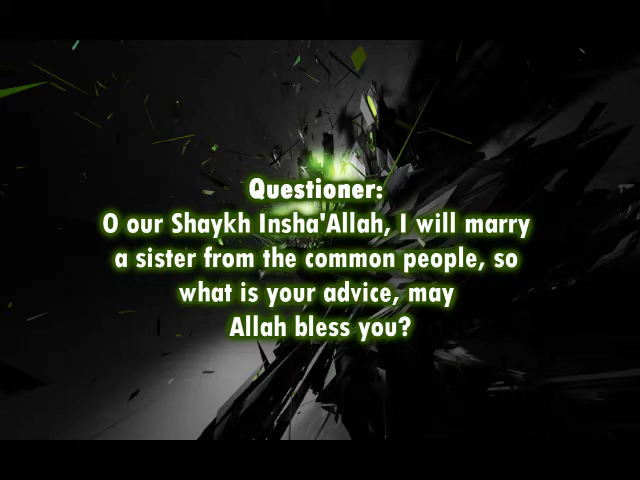 Questioner:
O our Shaykh Insha'Allah, I will marry
a sister from the common people, so
what is your advice, may
Allah bless you?